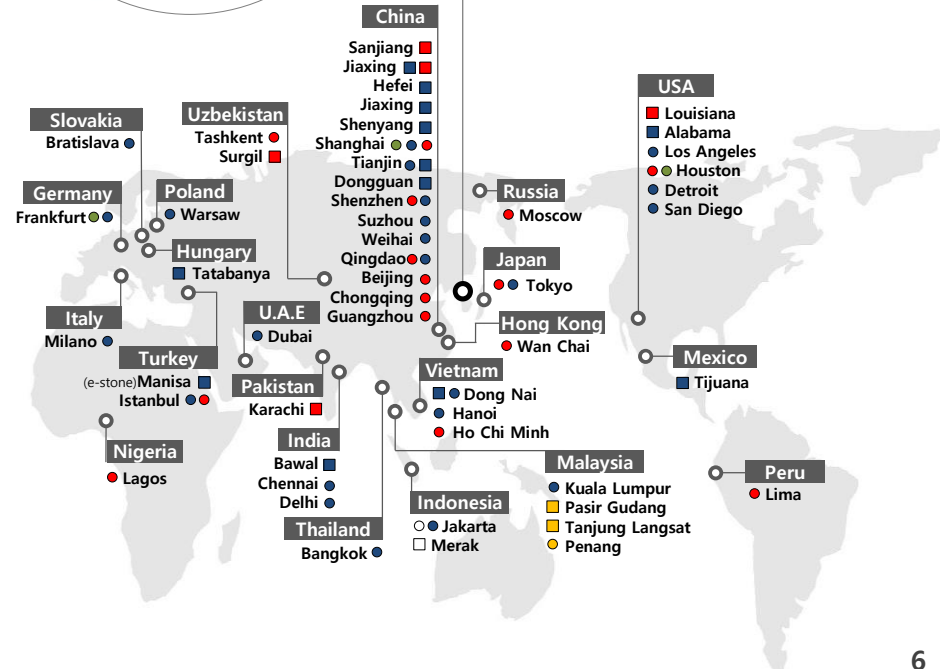 China
Sanjiang
Jiaxing
Hefei
Jiaxing
Shenyang
Shanghai
Tianjin
Dongguan
Shenzhen
Suzhou
Weihai
Qingdao
Beijing
Chongqing
Guangzhou
USA
Louisiana
Alabama
Los Angeles
Houston
Detroit
San Diego
Slovakia
Bratislava
Uzbekistan
Tashkent
Surgil
Germany
Frankfurt
Poland
Warsaw
Hungary
Tatabanya
Russia
Moscow
Japan
Tokyo
Italy
Milano
U.A.E
Dubai
Hong Kong
Wan Chai
Turkey
(e-stone)Manisa
Istanbul
Pakistan
Karachi
Vietnam
Dong Nai
Hanoi
Ho Chi Minh
Mexico
Tijuana
Nigeria
Lagos
India
Bawal
Chennai
Delhi
Malaysia
Kuala Lumpur
Pasir Gudang
Tanjung Langsat
Penang
Peru
Lima
Indonesia
Jakarta
Merak
Thailand
Bangkok
6